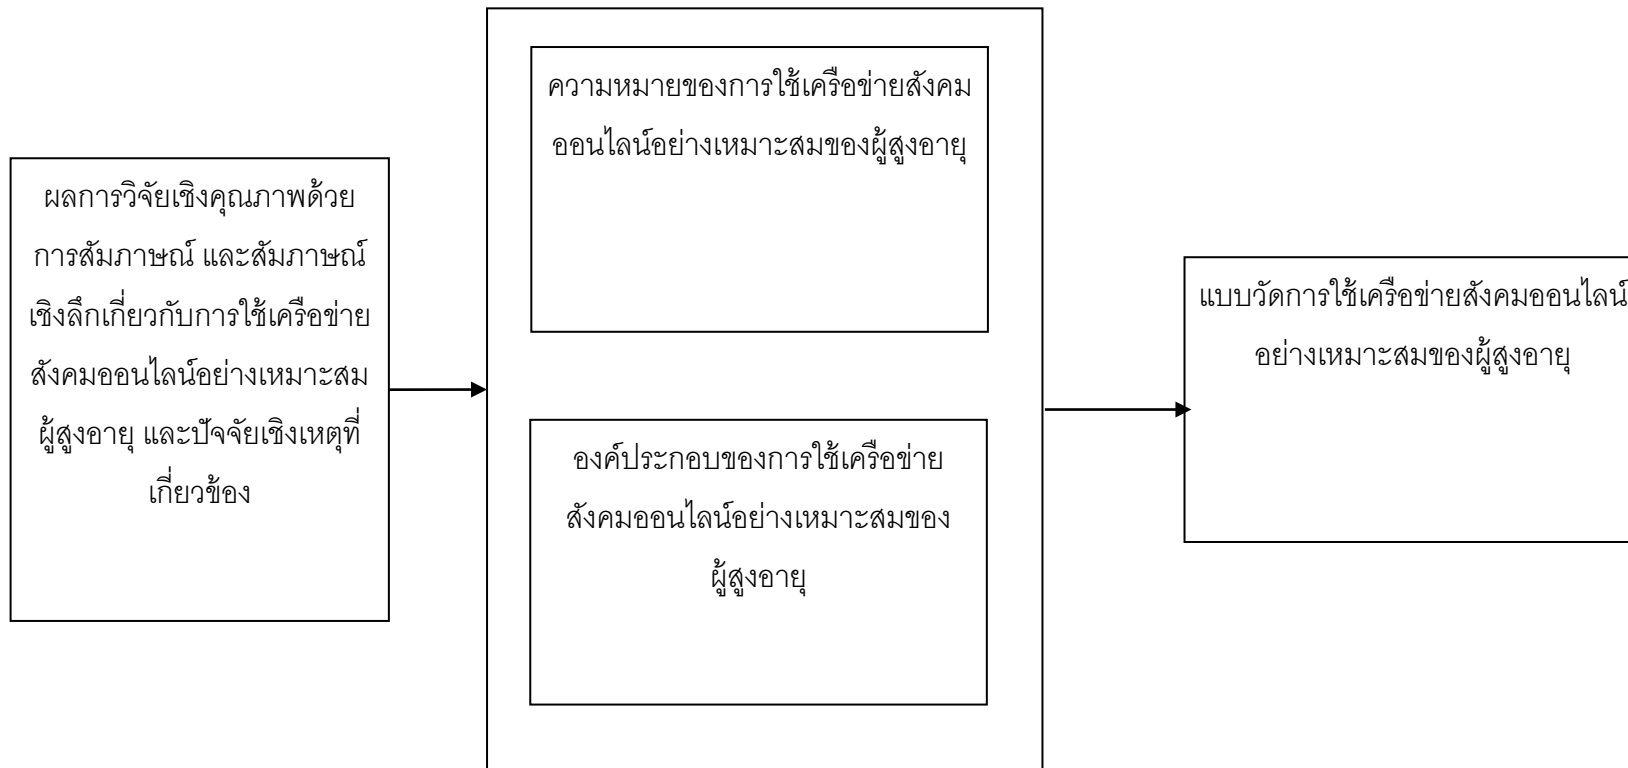 ผลการวิจัยเชิงคุณภาพด้วย
การสัมภาษณ์ และสัมภาษณ์
เชิงลึกเกี่ยวกับการใช้เครือข่าย
สังคมออนไลน์อย่างเหมาะสม
ผู้สูงอายุ และปัจจัยเชิงเหตุที่
เกี่ยวข้อง
ความหมายของการใช้เครือข่ายสังคม
ออนไลน์อย่างเหมาะสมของผู้สูงอายุ
องค์ประกอบของการใช้เครือข่าย
สังคมออนไลน์อย่างเหมาะสมของ
ผู้สูงอายุ
แบบวัดการใช้เครือข่ายสังคมออนไลน์
อย่างเหมาะสมของผู้สูงอายุ